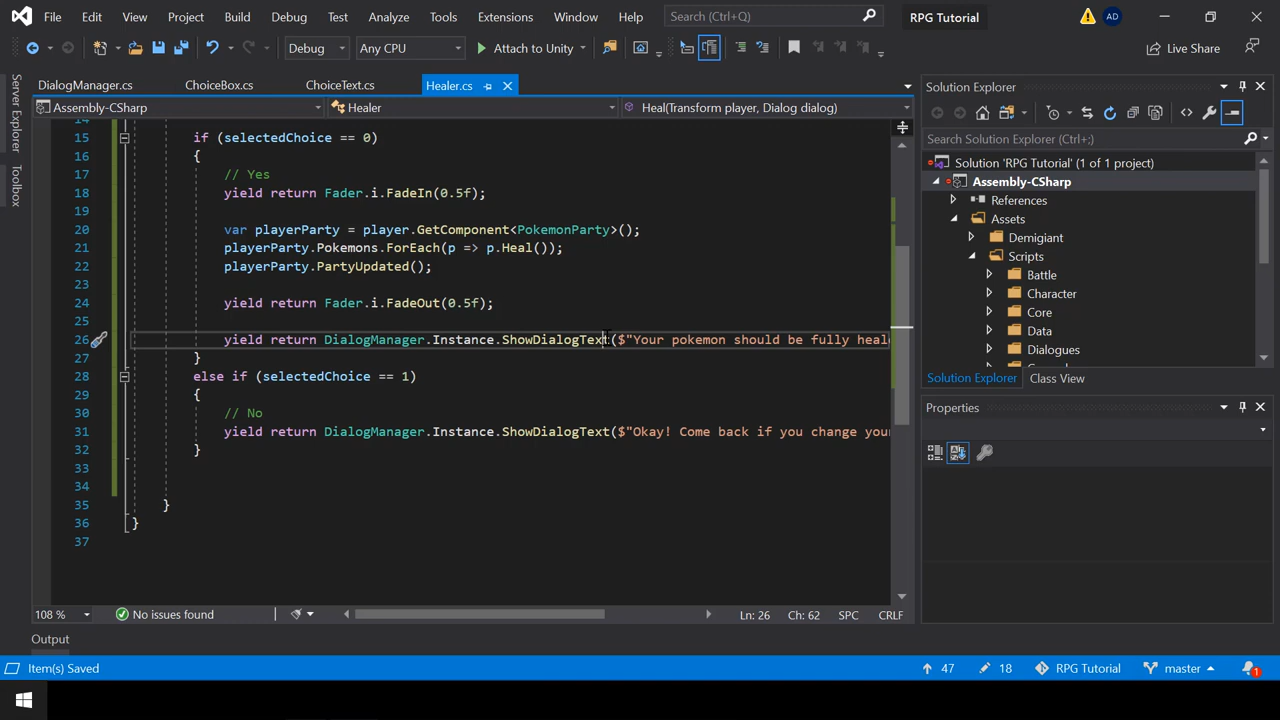 File Edit View Project Build Debug Test Analyze Tools Extensions Window Help Search (Ctrl+Q) RPG Tutorial AD
Debug Any CPU Attach to Unity Live Share
Server Explorer
Toolbox
DialogManager.cs ChoiceBox.cs ChoiceText.cs Healer.cs
Assembly-CSharp Healer Heal(Transform player, Dialog dialog)
14
15 if (selectedChoice == 0)
16 {
17 // Yes
18 yield return Fader.i.FadeIn(0.5f);
19
20 var playerParty = player.GetComponent<PokemonParty>();
21 playerParty.Pokemons.ForEach(p => p.Heal());
22 playerParty.PartyUpdated();
23
24 yield return Fader.i.FadeOut(0.5f);
25
26 yield return DialogManager.Instance.ShowDialogText($"Your pokemon should be fully heal
27 }
28 else if (selectedChoice == 1)
29 {
30 // No
31 yield return DialogManager.Instance.ShowDialogText($"Okay! Come back if you change you
32 }
33
34
35 }
36 }
37
108 % No issues found Ln: 26 Ch: 62 SPC CRLF
Output
Solution Explorer
Search Solution Explorer (Ctrl+;)
Solution 'RPG Tutorial' (1 of 1 project)
Assembly-CSharp
References
Assets
Demigiant
Scripts
Battle
Character
Core
Data
Dialogues
Solution Explorer Class View
Properties
Item(s) Saved 47 18 RPG Tutorial master 1